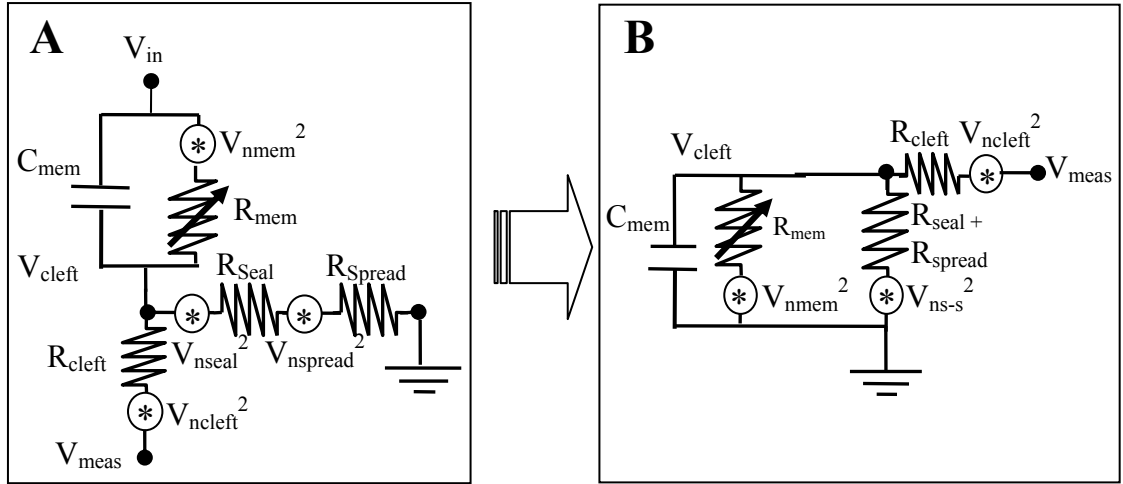 A
V_in
V_nmem^2
C_mem
R_mem
V_cleft
R_Seal
R_Spread
R_cleft
V_nseal^2
V_nspread^2
V_ncleft^2
V_meas
B
R_cleft
V_ncleft^2
V_cleft
V_meas
C_mem
R_mem
R_seal +
R_spread
V_nmem^2
V_ns-s^2